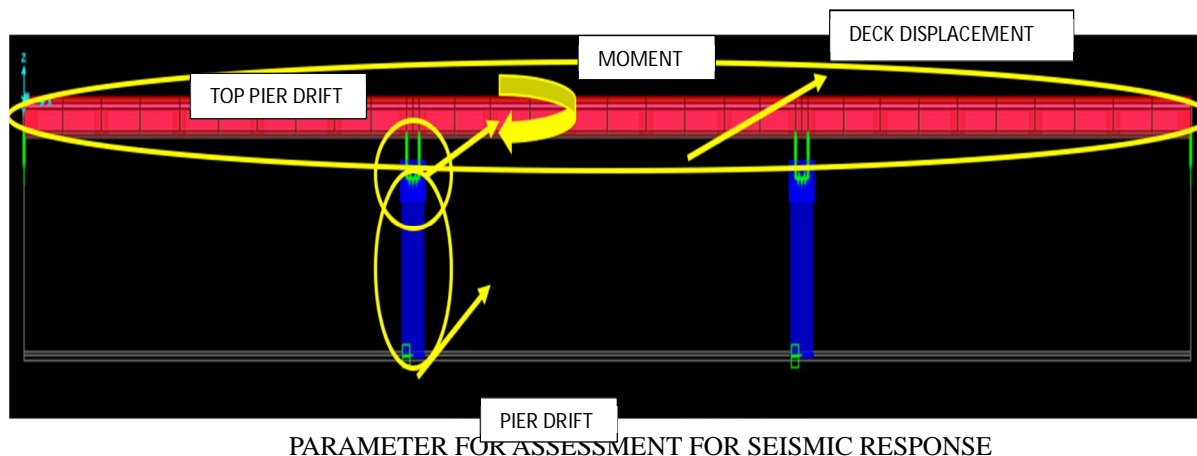 DECK DISPLACEMENT
MOMENT
TOP PIER DRIFT
Z
PIER DRIFT
PARAMETER FOR ASSESSMENT FOR SEISMIC RESPONSE